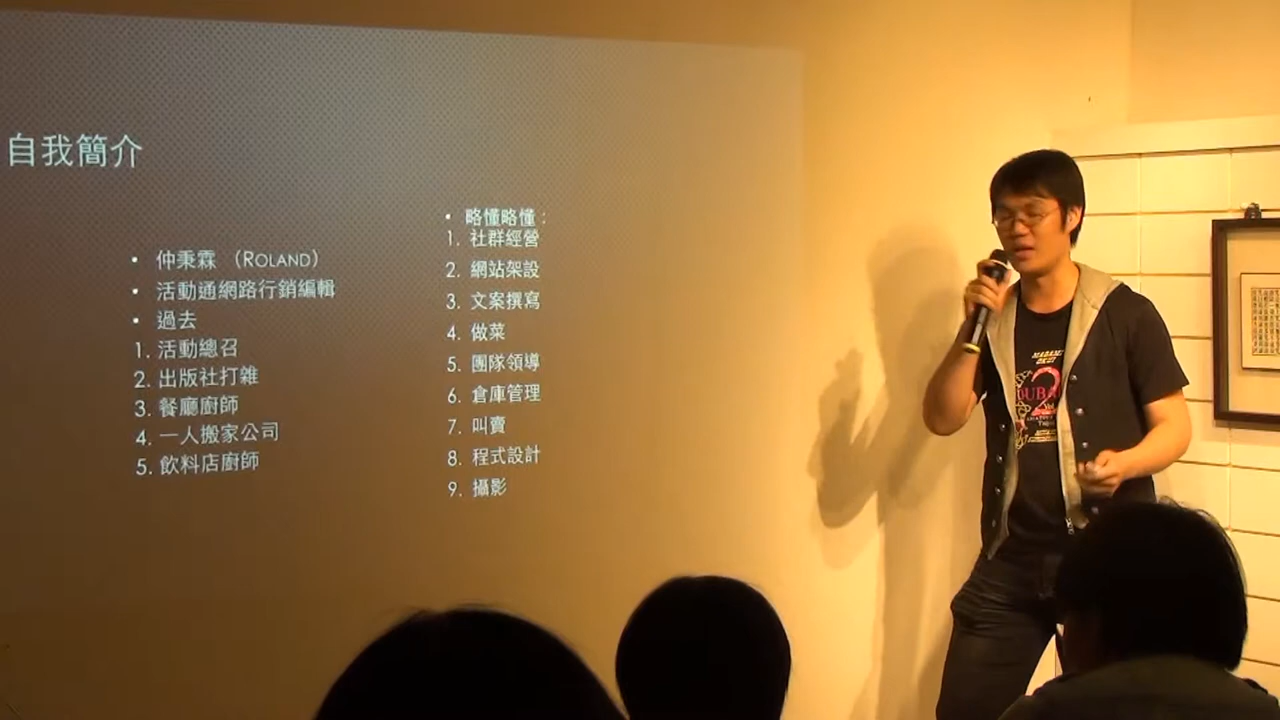 自我簡介
• 仲秉霖 (ROLAND)
• 活動通網路行銷編輯
• 過去
1. 活動總召
2. 出版社打雜
3. 餐廳廚師
4. 一人搬家公司
5. 飲料店廚師
• 略懂略懂:
1. 社群經營
2. 網站架設
3. 文案撰寫
4. 做菜
5. 團隊領導
6. 倉庫管理
7. 叫賣
8. 程式設計
9. 攝影
2